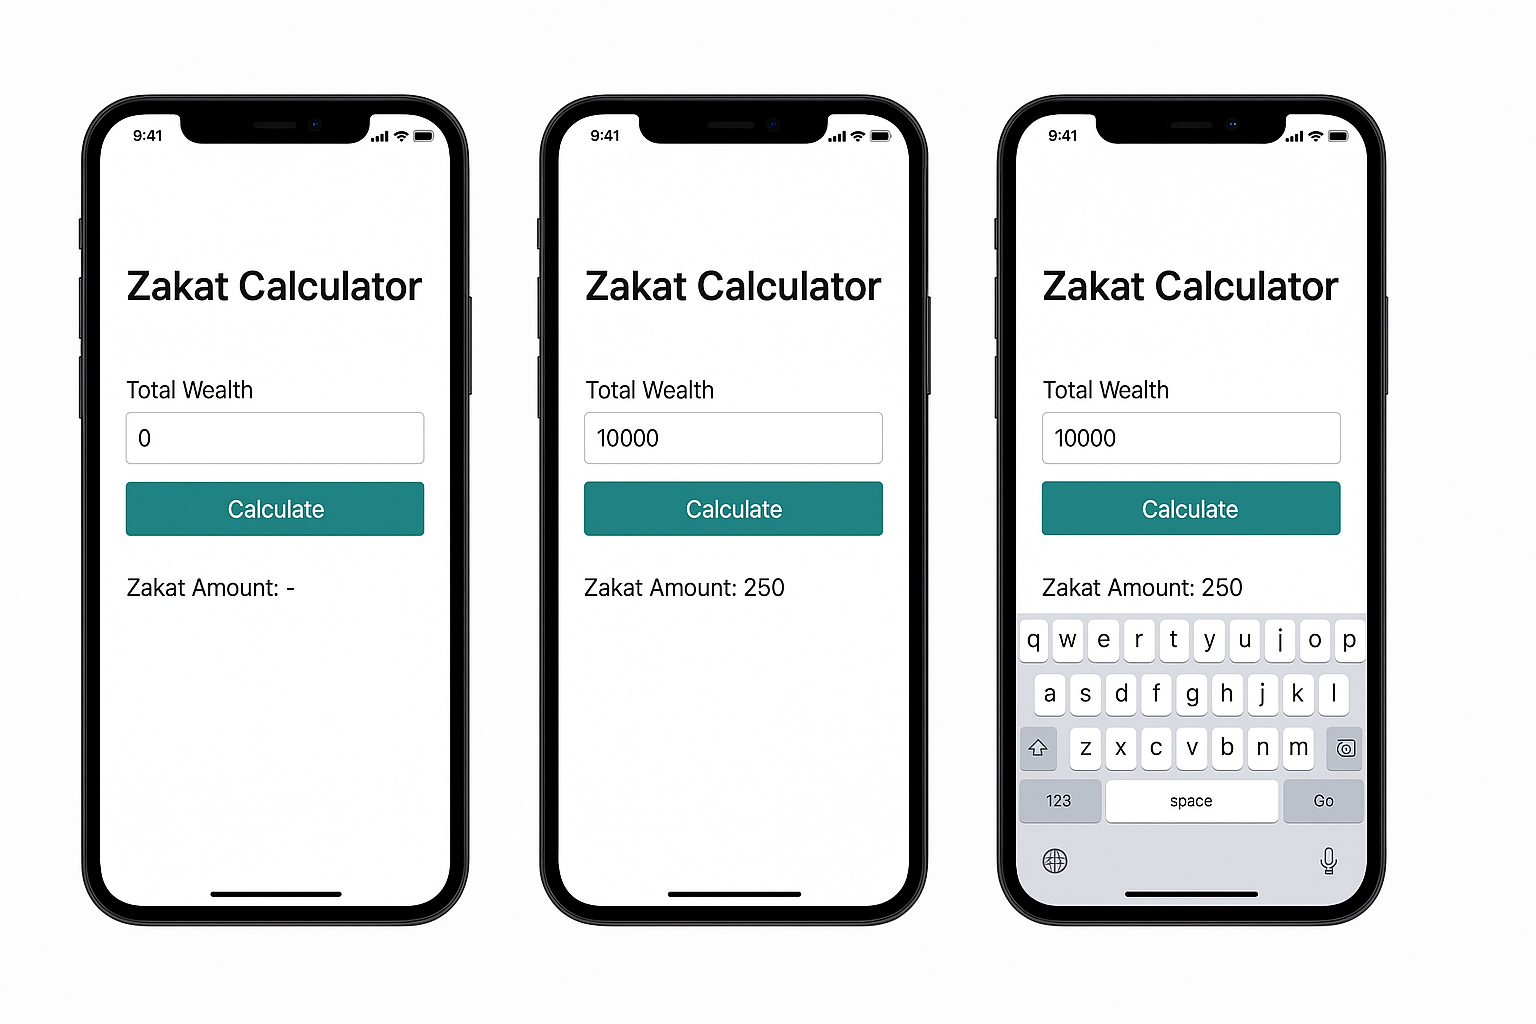 9:41
Zakat Calculator
Total Wealth
0
Calculate
Zakat Amount: -
9:41
Zakat Calculator
Total Wealth
10000
Calculate
Zakat Amount: 250
9:41
Zakat Calculator
Total Wealth
10000
Calculate
Zakat Amount: 250
q w e r t y u j o p
a s d f g h j k l
z x c v b n m
123 space Go